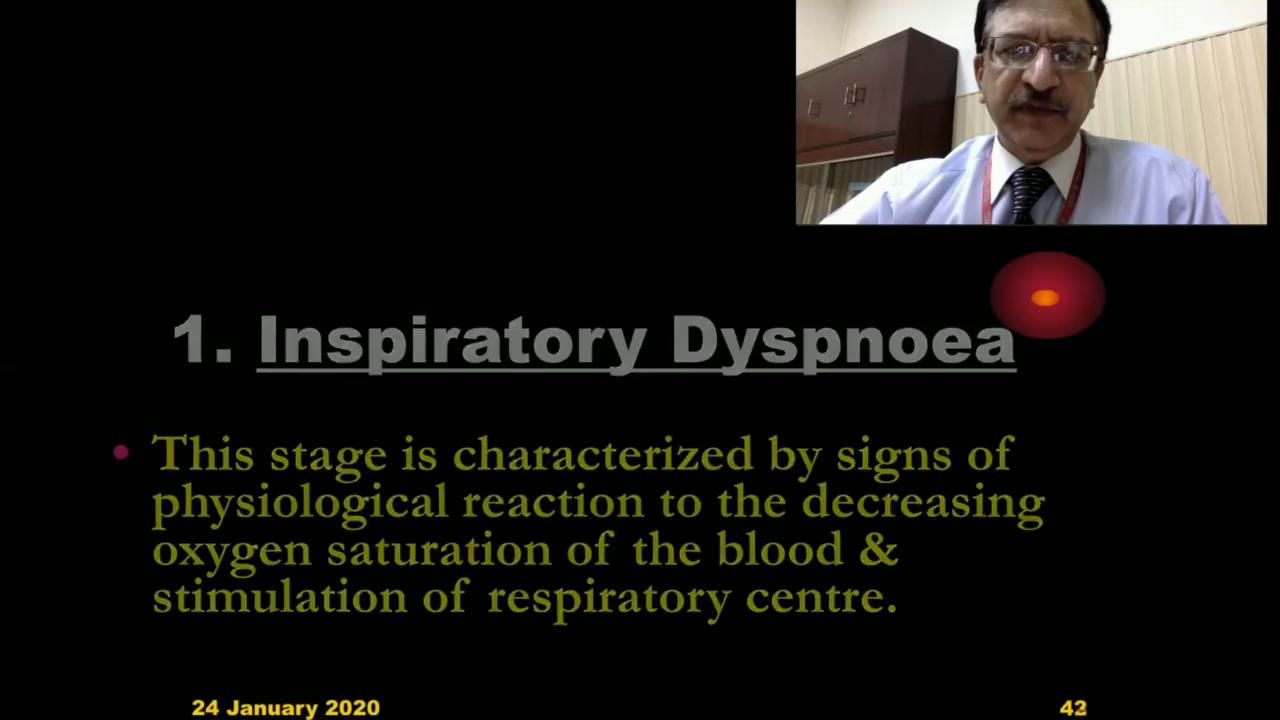 1. Inspiratory Dyspnoea
• This stage is characterized by signs of
physiological reaction to the decreasing
oxygen saturation of the blood &
stimulation of respiratory centre.
24 January 2020